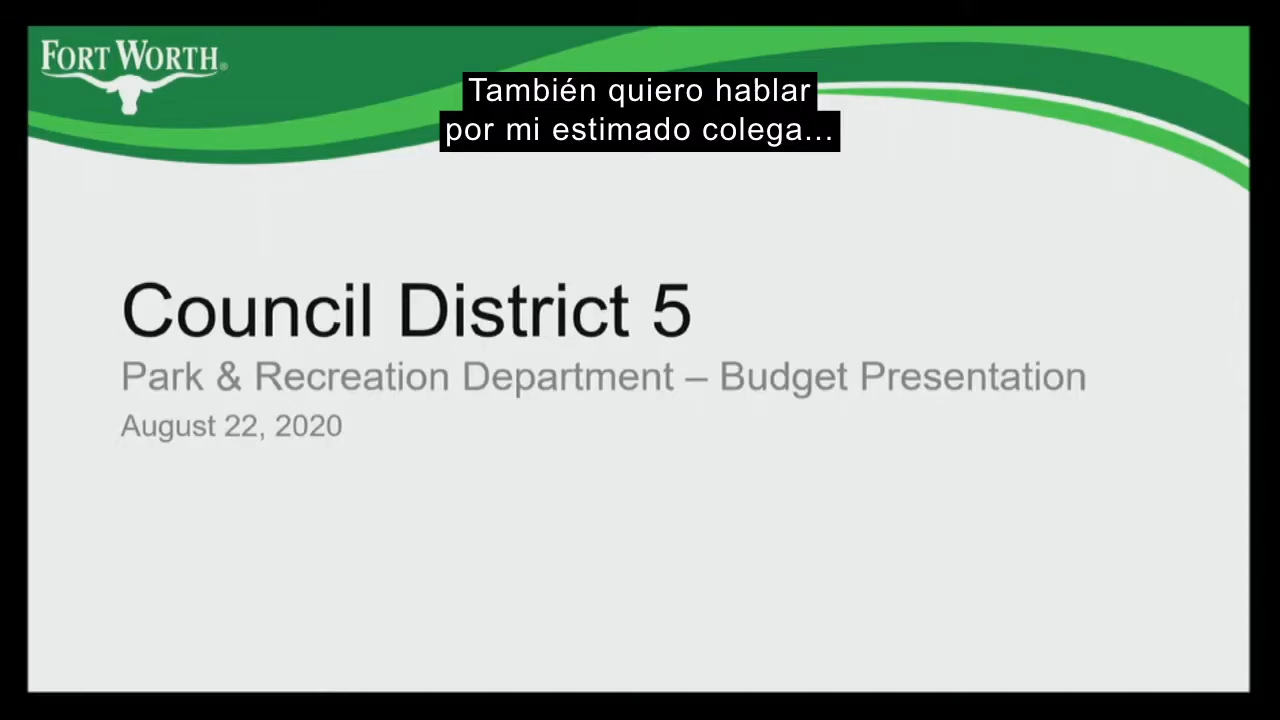 FORT WORTH®
También quiero hablar
por mi estimado colega...
Council District 5
Park & Recreation Department – Budget Presentation
August 22, 2020